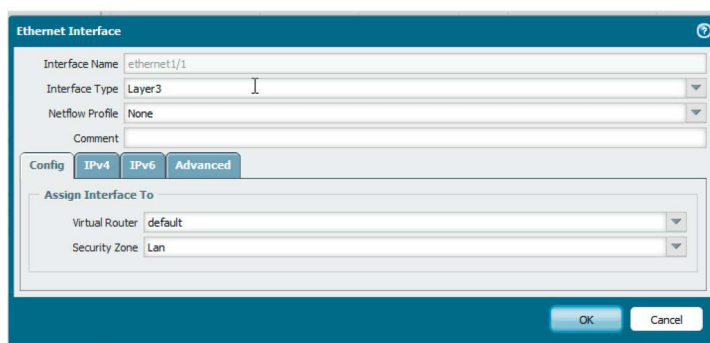 Ethernet Interface
Interface Name ethernet1/1
Interface Type Layer3
Netflow Profile None
Comment
Config IPv4 IPv6 Advanced
Assign Interface To
Virtual Router default
Security Zone Lan
OK Cancel